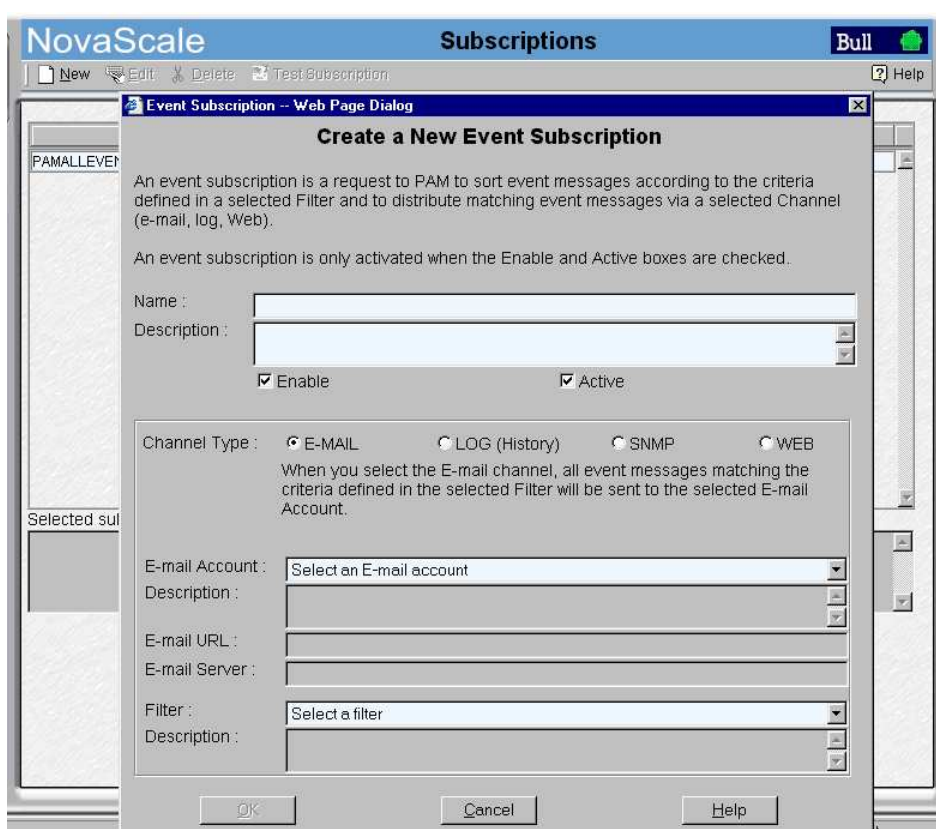 NovaScale Subscriptions Bull
New Edit Delete Test Subscription Help
Event Subscription -- Web Page Dialog
Create a New Event Subscription
PAMALLEVEN
An event subscription is a request to PAM to sort event messages according to the criteria
defined in a selected Filter and to distribute matching event messages via a selected Channel
(e-mail, log, Web).
An event subscription is only activated when the Enable and Active boxes are checked.
Name :
Description :
Enable Active
Channel Type : E-MAIL LOG (History) SNMP WEB
When you select the E-mail channel, all event messages matching the
criteria defined in the selected Filter will be sent to the selected E-mail
Account.
Selected sul
E-mail Account : Select an E-mail account
Description :
E-mail URL :
E-mail Server :
Filter : Select a filter
Description :
OK Cancel Help